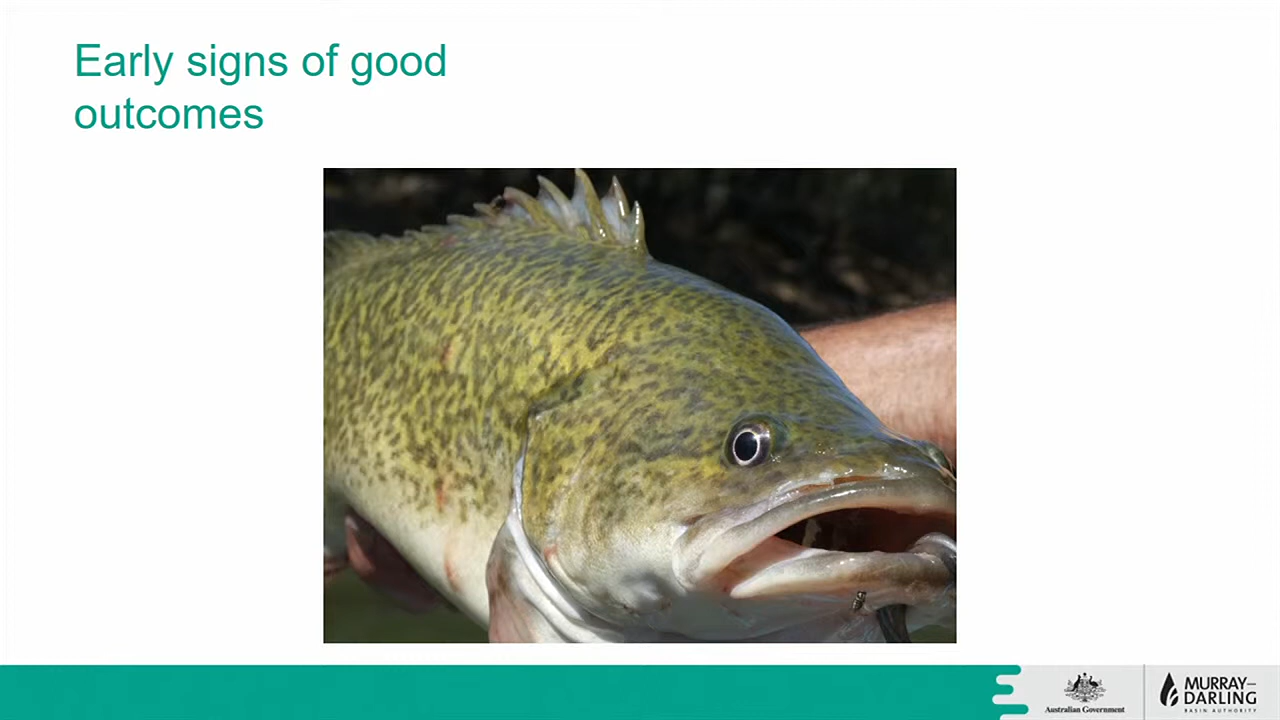 Early signs of good
outcomes
Australian Government
MURRAY–
DARLING
BASIN AUTHORITY